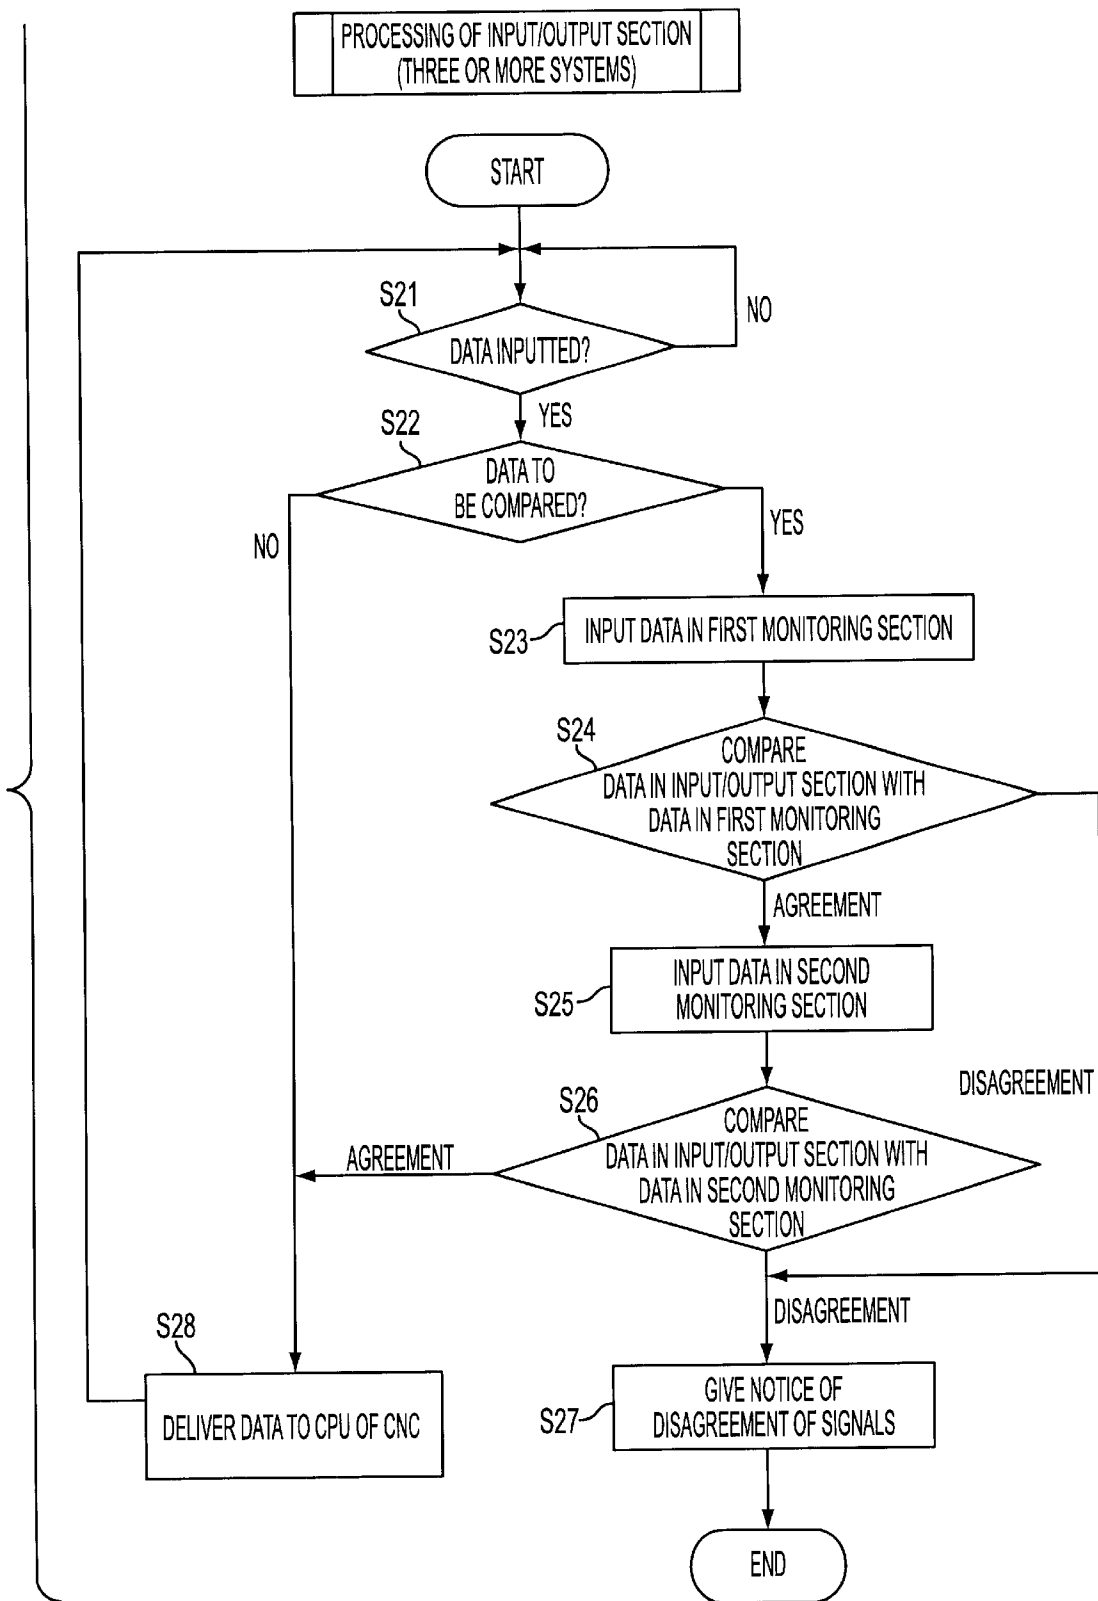 PROCESSING OF INPUT/OUTPUT SECTION
(THREE OR MORE SYSTEMS)
START
S21
NO
DATA INPUTTED?
YES
S22
DATA TO
BE COMPARED?
NO
YES
S23
INPUT DATA IN FIRST MONITORING SECTION
S24
COMPARE
DATA IN INPUT/OUTPUT SECTION WITH
DATA IN FIRST MONITORING
SECTION
AGREEMENT
S25
INPUT DATA IN SECOND
MONITORING SECTION
DISAGREEMENT
S26
COMPARE
DATA IN INPUT/OUTPUT SECTION WITH
DATA IN SECOND MONITORING
SECTION
AGREEMENT
DISAGREEMENT
S28
DELIVER DATA TO CPU OF CNC
S27
GIVE NOTICE OF
DISAGREEMENT OF SIGNALS
END